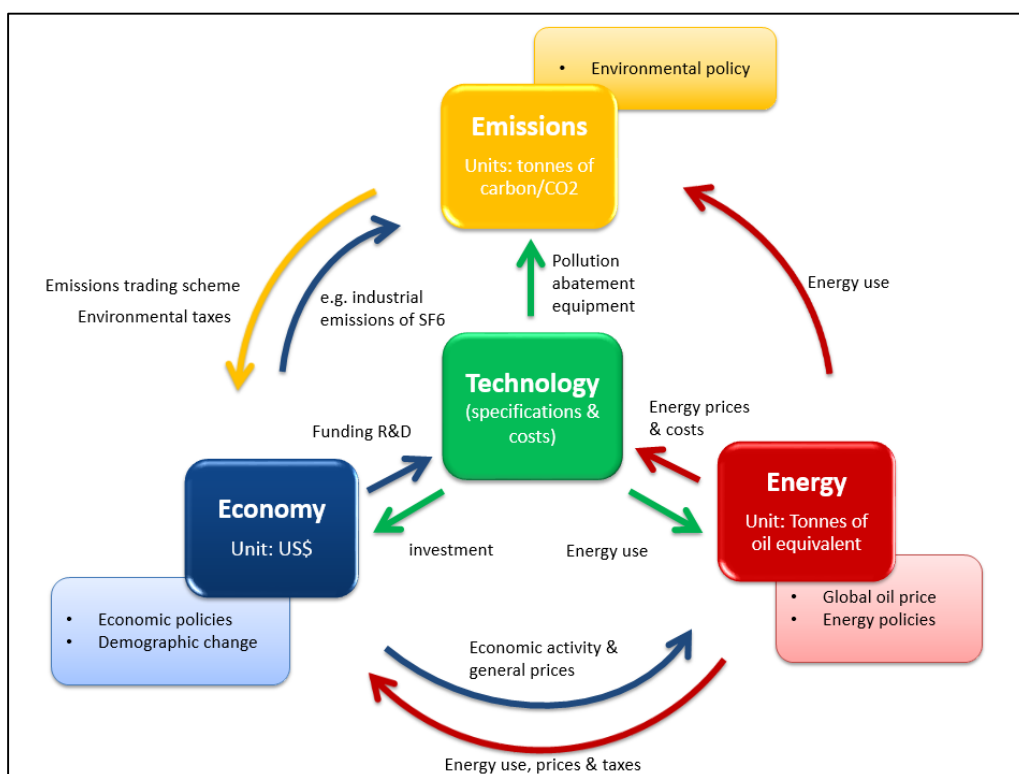 • Environmental policy
Emissions
Units: tonnes of
carbon/CO2
Emissions trading scheme
Environmental taxes
e.g. industrial
emissions of SF6
Pollution
abatement
equipment
Energy use
Technology
(specifications &
costs)
Funding R&D
Energy prices
& costs
Economy
Unit: US$
Energy
Unit: Tonnes of
oil equivalent
investment
Energy use
• Economic policies
• Demographic change
• Global oil price
• Energy policies
Economic activity &
general prices
Energy use, prices & taxes